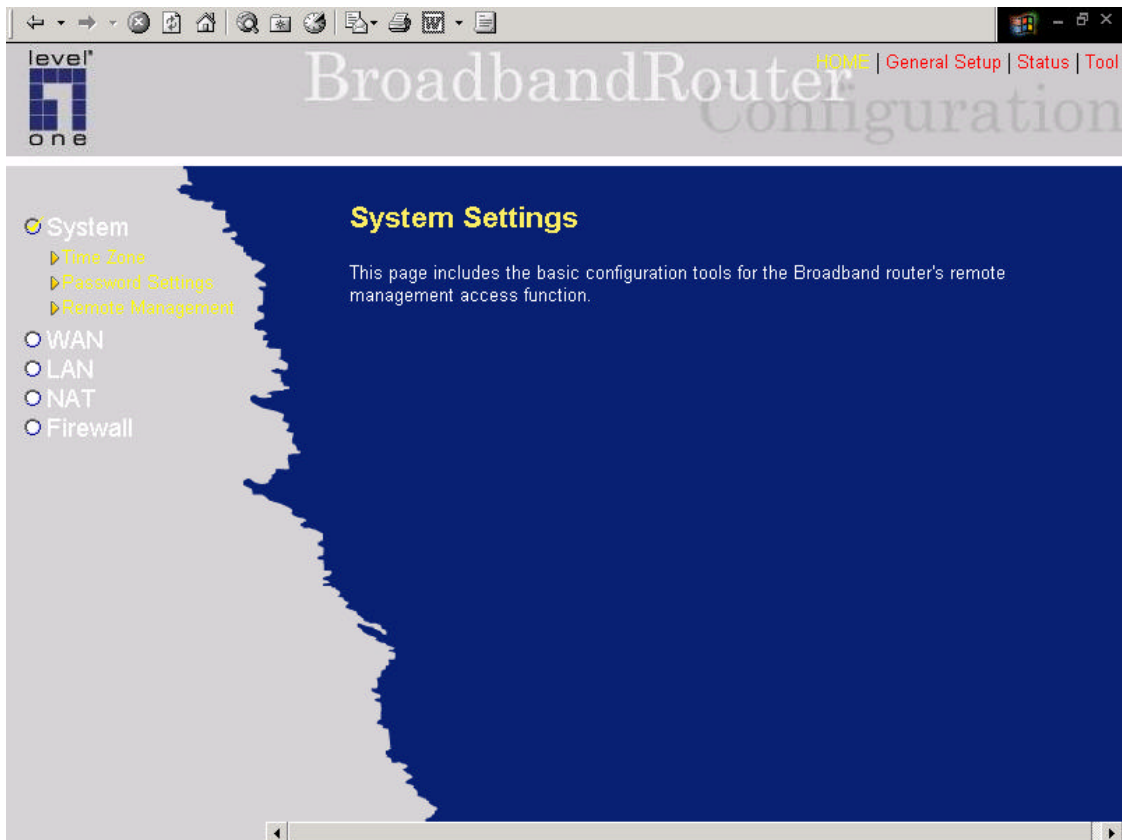 level
one
BroadbandRouter
Configuration
HOME | General Setup | Status | Tool
System
Time Zone
Password Settings
Remote Management
WAN
LAN
NAT
Firewall
System Settings
This page includes the basic configuration tools for the Broadband router's remote
management access function.